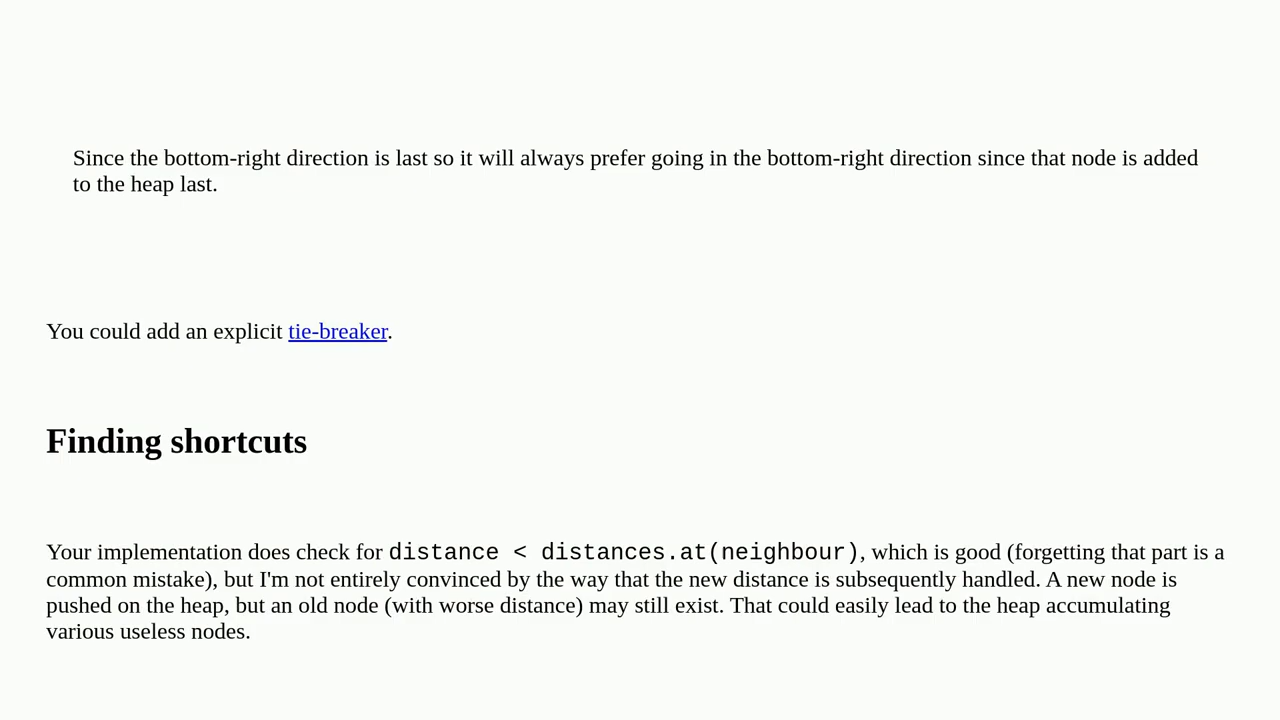 Since the bottom-right direction is last so it will always prefer going in the bottom-right direction since that node is added
to the heap last.
You could add an explicit tie-breaker.
Finding shortcuts
Your implementation does check for distance < distances.at(neighbour), which is good (forgetting that part is a
common mistake), but I'm not entirely convinced by the way that the new distance is subsequently handled. A new node is
pushed on the heap, but an old node (with worse distance) may still exist. That could easily lead to the heap accumulating
various useless nodes.